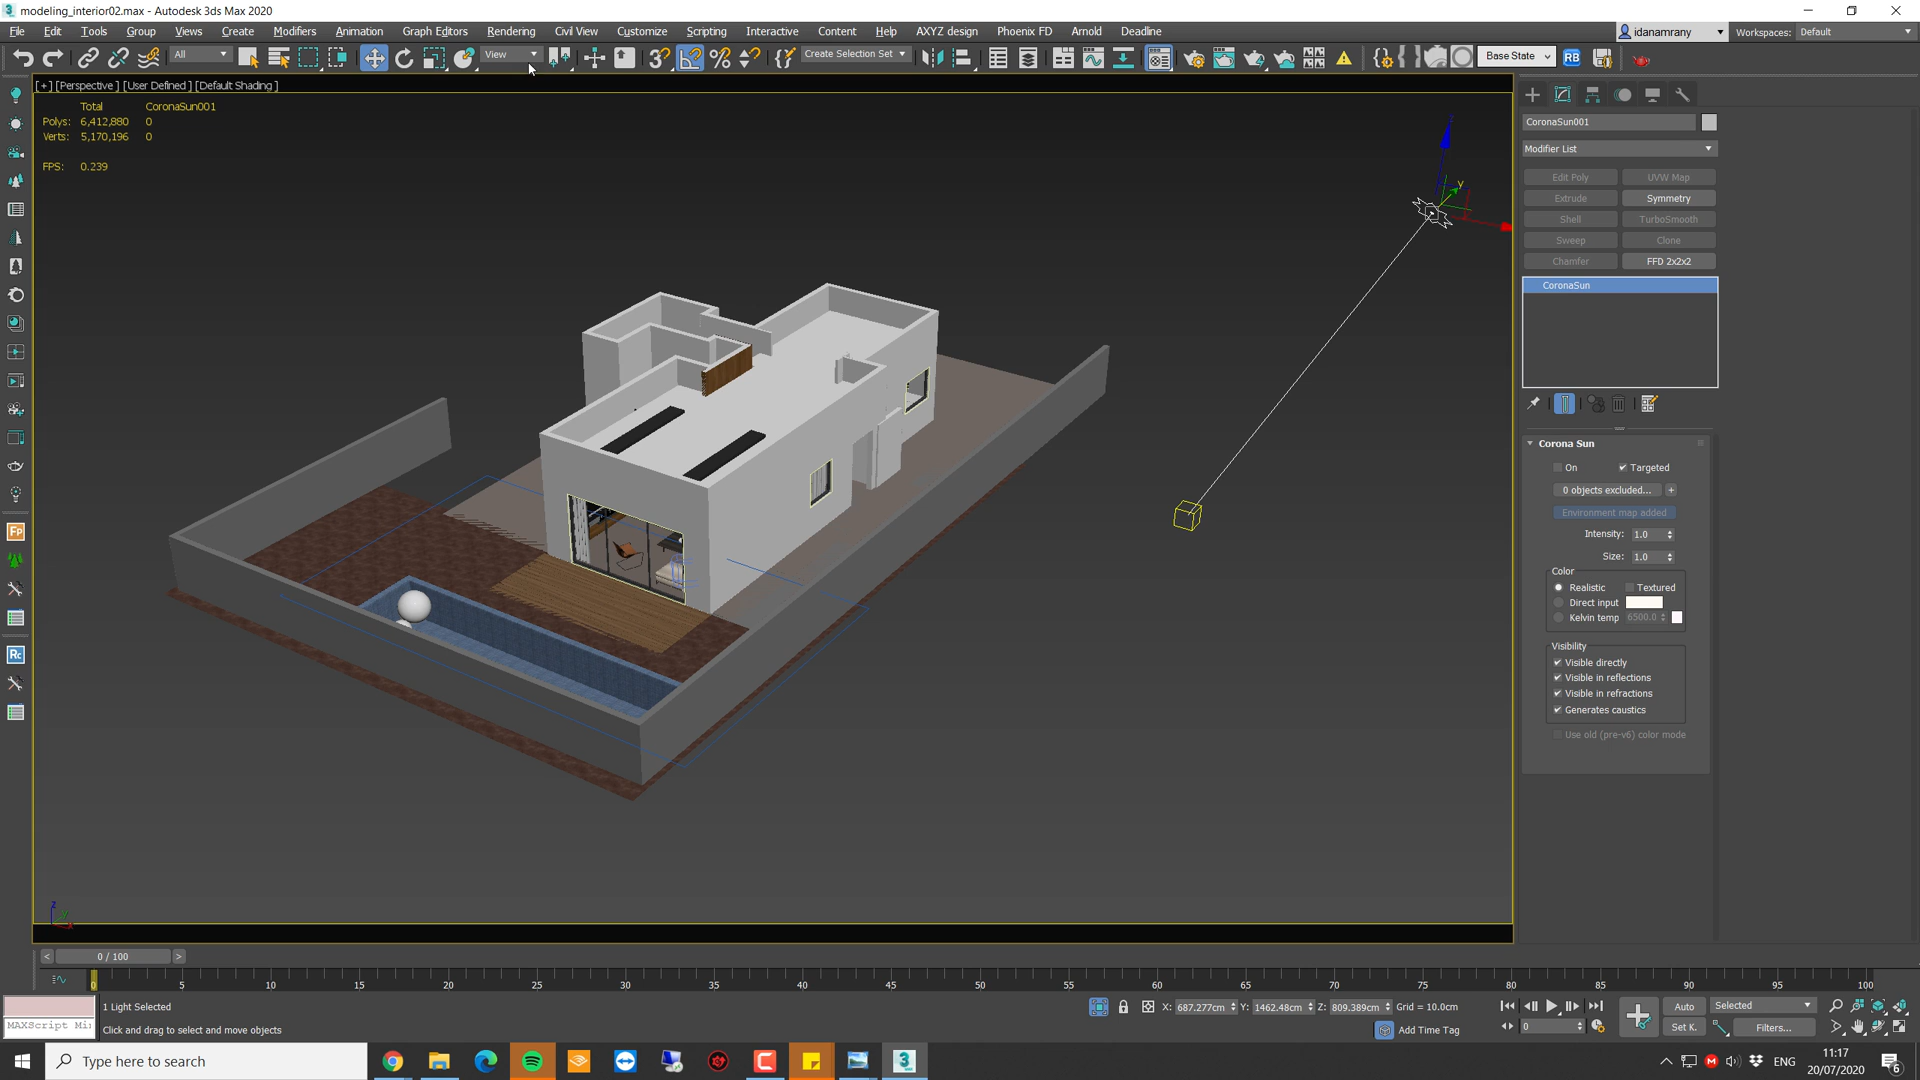 modeling_interior02.max - Autodesk 3ds Max 2020
File Edit Tools Group Views Create Modifiers Animation Graph Editors Rendering Civil View Customize Scripting Interactive Content Help AXYZ design Phoenix FD Arnold Deadline
idanamrany Workspaces: Default
All View Create Selection Set Base State RB
[+] [Perspective ] [User Defined ] [Default Shading ]
Total CoronaSun001
Polys: 6,412,880 0
Verts: 5,170,196 0
FPS: 0.239
CoronaSun001
Modifier List
Edit Poly UVW Map
Extrude Symmetry
Shell TurboSmooth
Sweep Clone
Chamfer FFD 2x2x2
CoronaSun
Corona Sun
On Targeted
0 objects excluded... +
Environment map added
Intensity: 1.0
Size: 1.0
Color
Realistic Textured
Direct input
Kelvin temp 6500.0
Visibility
Visible directly
Visible in reflections
Visible in refractions
Generates caustics
Use old (pre-v6) color mode
Fp
Rc
y
z
< 0 / 100 >
0 5 10 15 20 25 30 35 40 45 50 55 60 65 70 75 80 85 90 95 100
1 Light Selected
X: 687.277cm Y: 1462.48cm Z: 809.389cm Grid = 10.0cm
Auto Selected
MAXScript Mi:
Click and drag to select and move objects
Add Time Tag
0
Set K. Filters...
Type here to search
3
ENG
11:17
20/07/2020
6